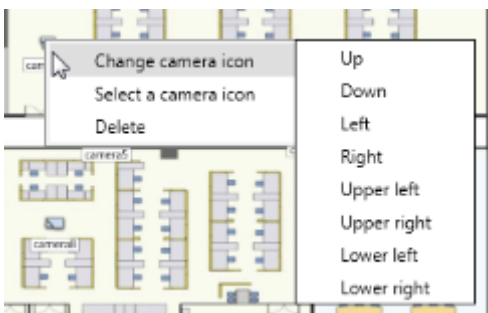 Change camera icon
Select a camera icon
Delete
Up
Down
Left
Right
Upper left
Upper right
Lower left
Lower right
camera5
camera8